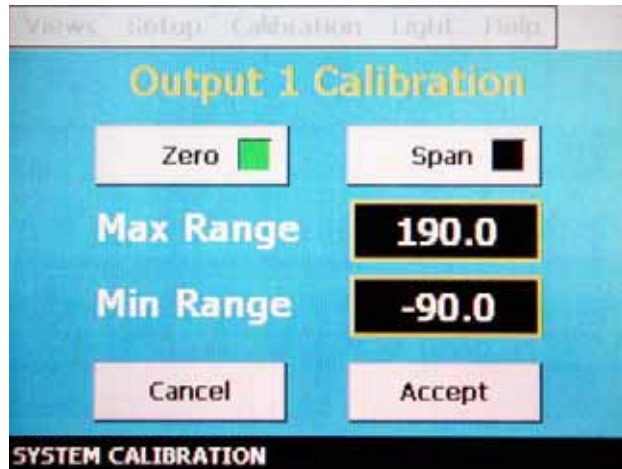 Views Setup Calibration Light Help
Output 1 Calibration
Zero Span
Max Range 190.0
Min Range -90.0
Cancel Accept
SYSTEM CALIBRATION